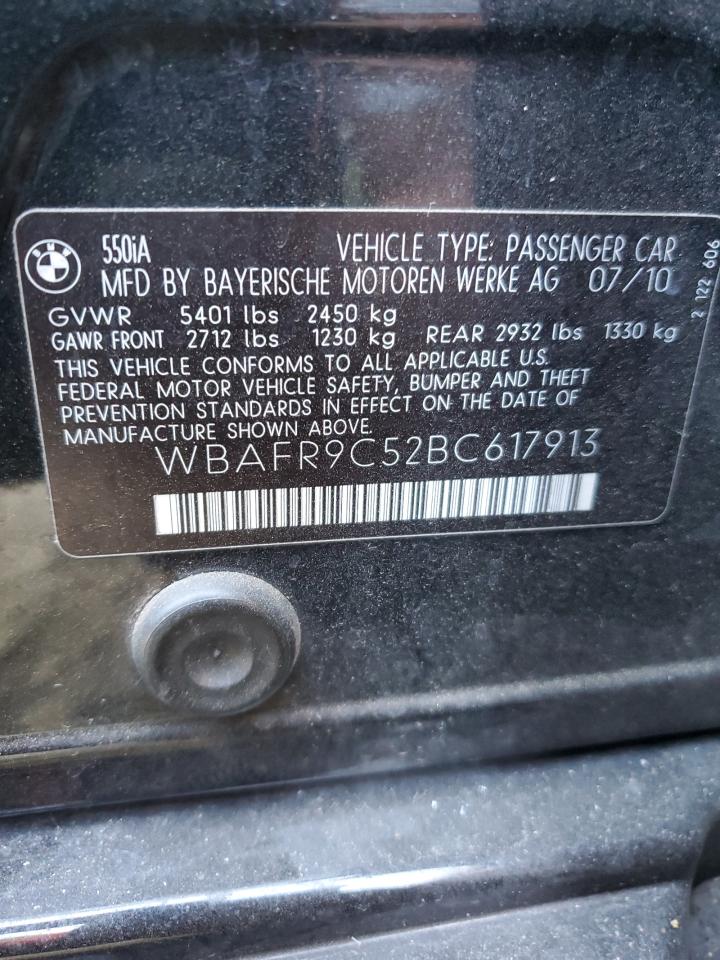 BMW
550iA VEHICLE TYPE: PASSENGER CAR
MFD BY BAYERISCHE MOTOREN WERKE AG 07/10
GVWR 5401 lbs 2450 kg
GAWR FRONT 2712 lbs 1230 kg REAR 2932 lbs 1330 kg
THIS VEHICLE CONFORMS TO ALL APPLICABLE U.S.
FEDERAL MOTOR VEHICLE SAFETY, BUMPER AND THEFT
PREVENTION STANDARDS IN EFFECT ON THE DATE OF
MANUFACTURE SHOWN ABOVE.
WBAFR9C52BC617913
2 122 606